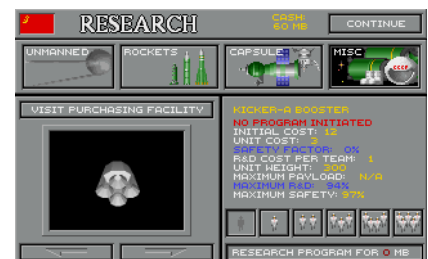 RESEARCH
CASH:
60 MB
CONTINUE
UNMANNED
ROCKETS
CAPSULE
MISC
CCCP
VISIT PURCHASING FACILITY
KICKER-A BOOSTER
NO PROGRAM INITIATED
INITIAL COST: 12
UNIT COST: 3
SAFETY FACTOR: 0%
R&D COST PER TEAM: 1
UNIT WEIGHT: 300
MAXIMUM PAYLOAD: N/A
MAXIMUM R&D: 94%
MAXIMUM SAFETY: 97%
RESEARCH PROGRAM FOR 0 MB